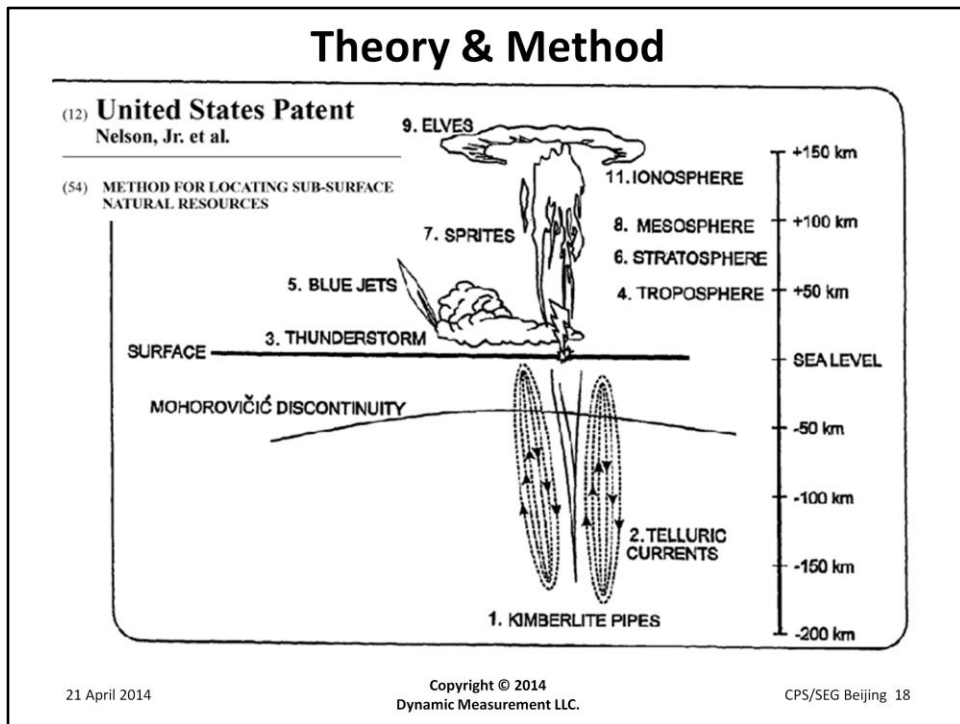 Theory & Method
(12) United States Patent
Nelson, Jr. et al.
(54) METHOD FOR LOCATING SUB-SURFACE
NATURAL RESOURCES
9. ELVES
+150 km
11. IONOSPHERE
7. SPRITES
8. MESOSPHERE
+100 km
6. STRATOSPHERE
5. BLUE JETS
4. TROPOSPHERE
+50 km
3. THUNDERSTORM
SURFACE
SEA LEVEL
MOHOROVIČIĆ DISCONTINUITY
-50 km
-100 km
2. TELLURIC
CURRENTS
-150 km
1. KIMBERLITE PIPES
-200 km
21 April 2014
Copyright © 2014
Dynamic Measurement LLC.
CPS/SEG Beijing 18